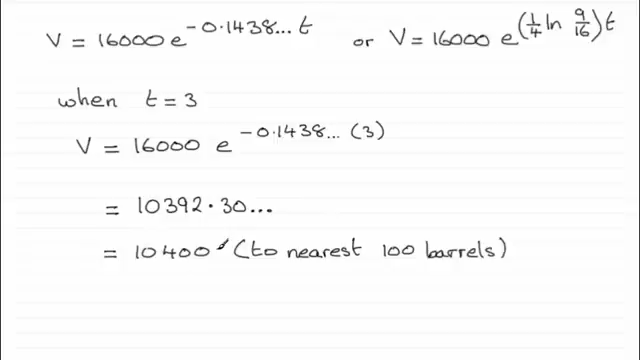 V = 16000 e^(-0.1438... t) or V = 16000 e^((1/4 ln 9/16)t)
when t = 3
V = 16000 e^(-0.1438... (3))
= 10392.30...
= 10400 (to nearest 100 barrels)